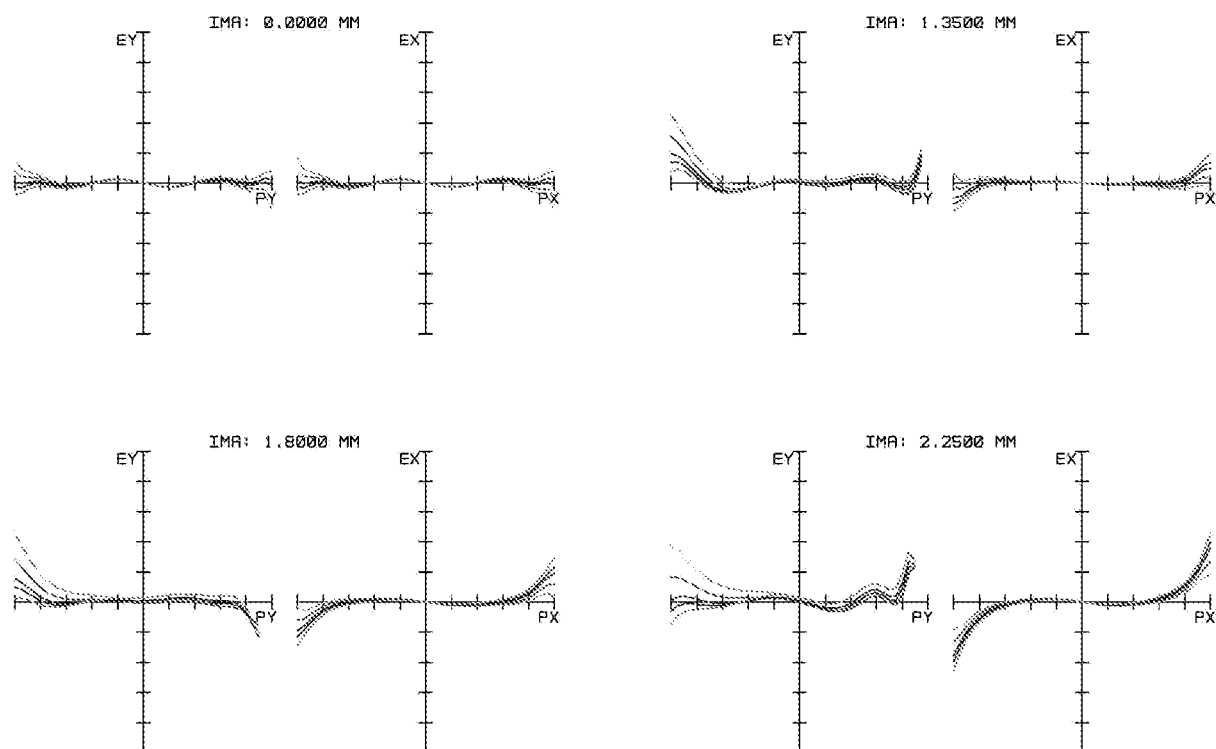 IMA: 0.0000 MM
EY
EX
PY
PX
IMA: 1.3500 MM
EY
EX
PY
PX
IMA: 1.8000 MM
EY
EX
PY
PX
IMA: 2.2500 MM
EY
EX
PY
PX